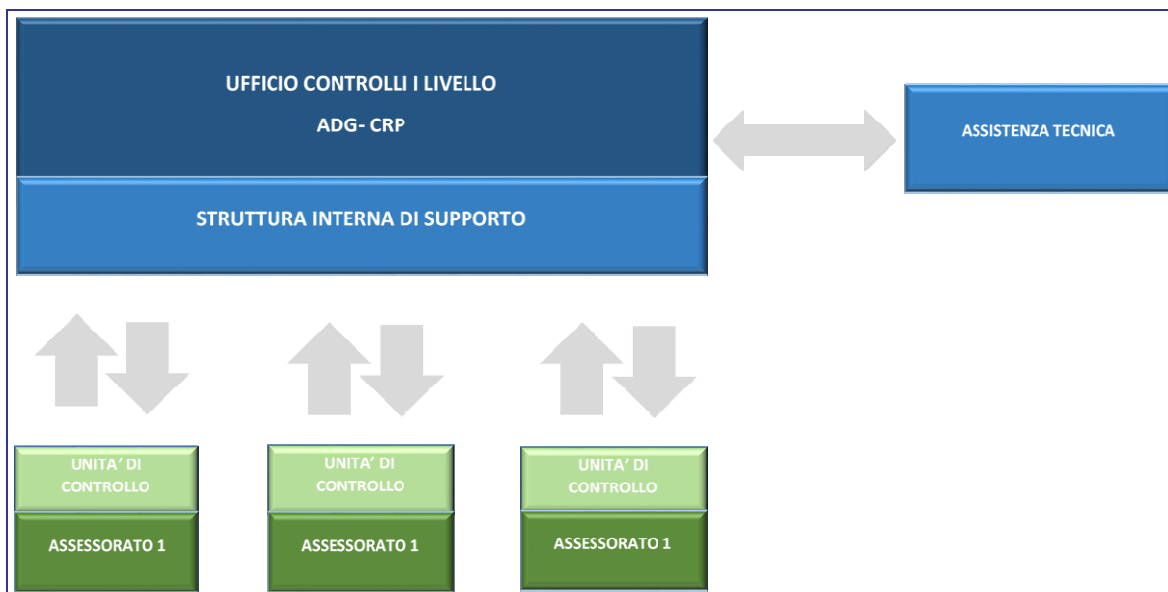 UFFICIO CONTROLLI I LIVELLO
ADG- CRP
ASSISTENZA TECNICA
STRUTTURA INTERNA DI SUPPORTO
UNITA’ DI
CONTROLLO
ASSESSORATO 1
UNITA’ DI
CONTROLLO
ASSESSORATO 1
UNITA’ DI
CONTROLLO
ASSESSORATO 1